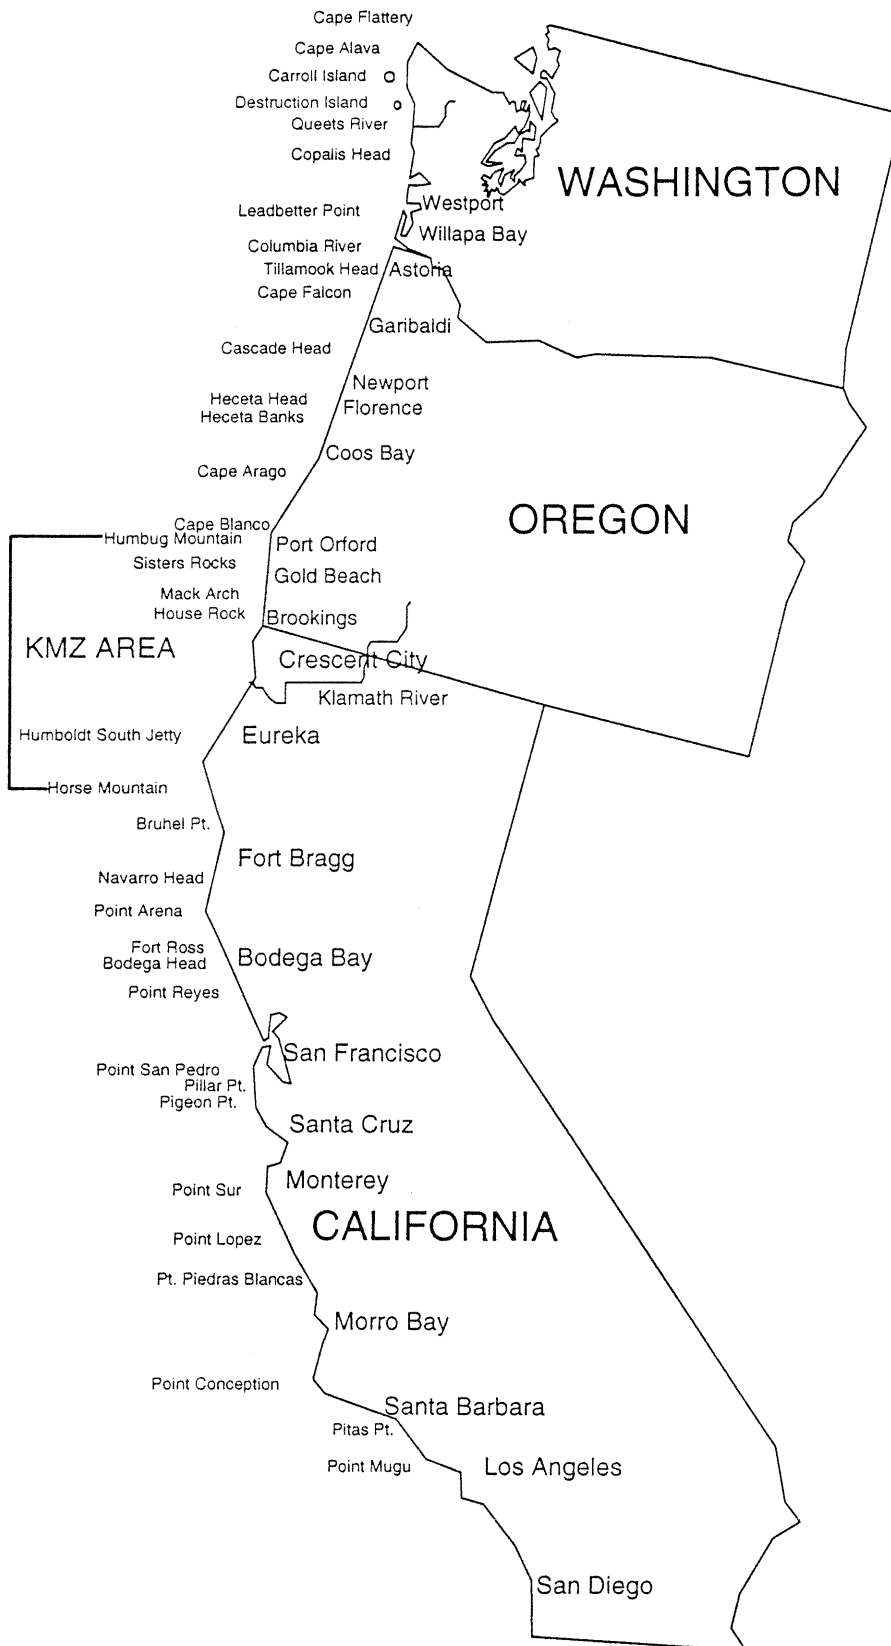 Cape Flattery
Cape Alava
Carroll Island
Destruction Island
Queets River
Copalis Head
WASHINGTON
Westport
Leadbetter Point
Willapa Bay
Columbia River
Tillamook Head
Astoria
Cape Falcon
Garibaldi
Cascade Head
Newport
Heceta Head
Florence
Heceta Banks
Coos Bay
Cape Arago
OREGON
Cape Blanco
Humbug Mountain
Port Orford
Sisters Rocks
Gold Beach
Mack Arch
House Rock
Brookings
KMZ AREA
Crescent City
Klamath River
Humboldt South Jetty
Eureka
Horse Mountain
Bruhel Pt.
Fort Bragg
Navarro Head
Point Arena
Fort Ross
Bodega Head
Bodega Bay
Point Reyes
San Francisco
Point San Pedro
Pillar Pt.
Pigeon Pt.
Santa Cruz
Monterey
Point Sur
CALIFORNIA
Point Lopez
Pt. Piedras Blancas
Morro Bay
Point Conception
Santa Barbara
Pitas Pt.
Point Mugu
Los Angeles
San Diego